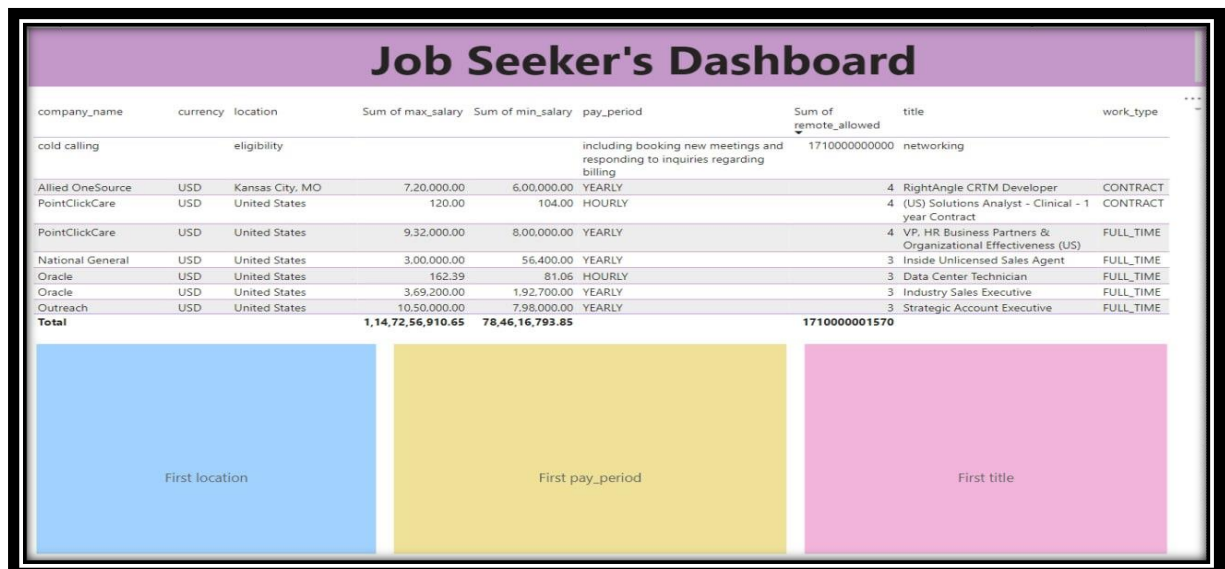 Job Seeker's Dashboard
company_name currency location Sum of max_salary Sum of min_salary pay_period Sum of remote_allowed title work_type
cold calling eligibility including booking new meetings and responding to inquiries regarding billing 1710000000000 networking
Allied OneSource USD Kansas City, MO 7,20,000.00 6,00,000.00 YEARLY 4 RightAngle CRTM Developer CONTRACT
PointClickCare USD United States 120.00 104.00 HOURLY 4 (US) Solutions Analyst - Clinical - 1 year Contract CONTRACT
PointClickCare USD United States 9,32,000.00 8,00,000.00 YEARLY 4 VP, HR Business Partners & Organizational Effectiveness (US) FULL_TIME
National General USD United States 3,00,000.00 56,400.00 YEARLY 3 Inside Unlicensed Sales Agent FULL_TIME
Oracle USD United States 162.39 81.06 HOURLY 3 Data Center Technician FULL_TIME
Oracle USD United States 3,69,200.00 1,92,700.00 YEARLY 3 Industry Sales Executive FULL_TIME
Outreach USD United States 10,50,000.00 7,98,000.00 YEARLY 3 Strategic Account Executive FULL_TIME
Total 1,14,72,56,910.65 78,46,16,793.85 1710000001570
First location First pay_period First title